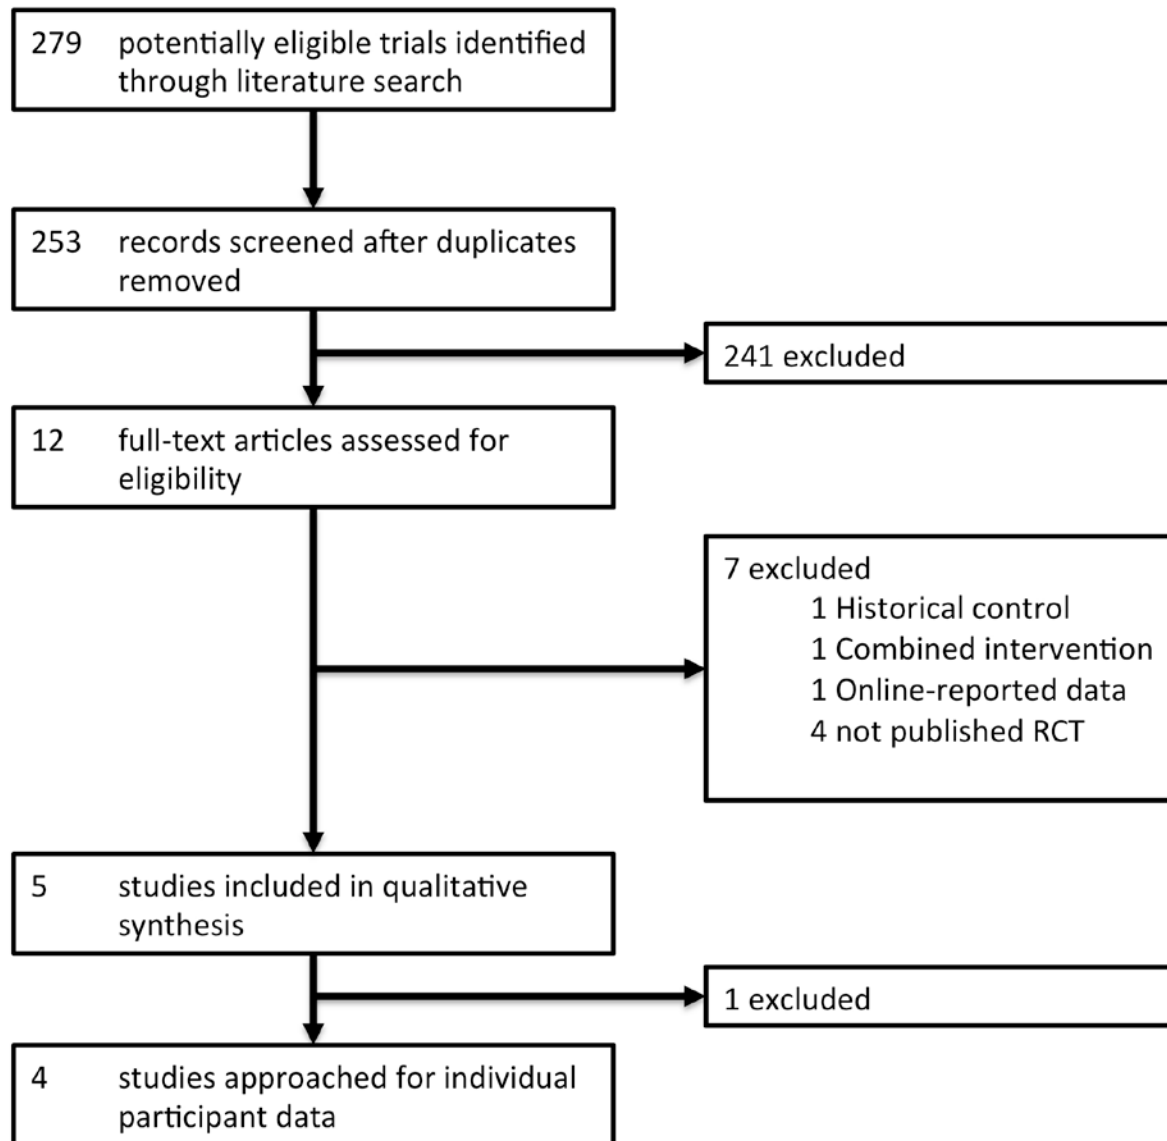 279 potentially eligible trials identified
through literature search
253 records screened after duplicates
removed
241 excluded
12 full-text articles assessed for
eligibility
7 excluded
1 Historical control
1 Combined intervention
1 Online-reported data
4 not published RCT
5 studies included in qualitative
synthesis
1 excluded
4 studies approached for individual
participant data